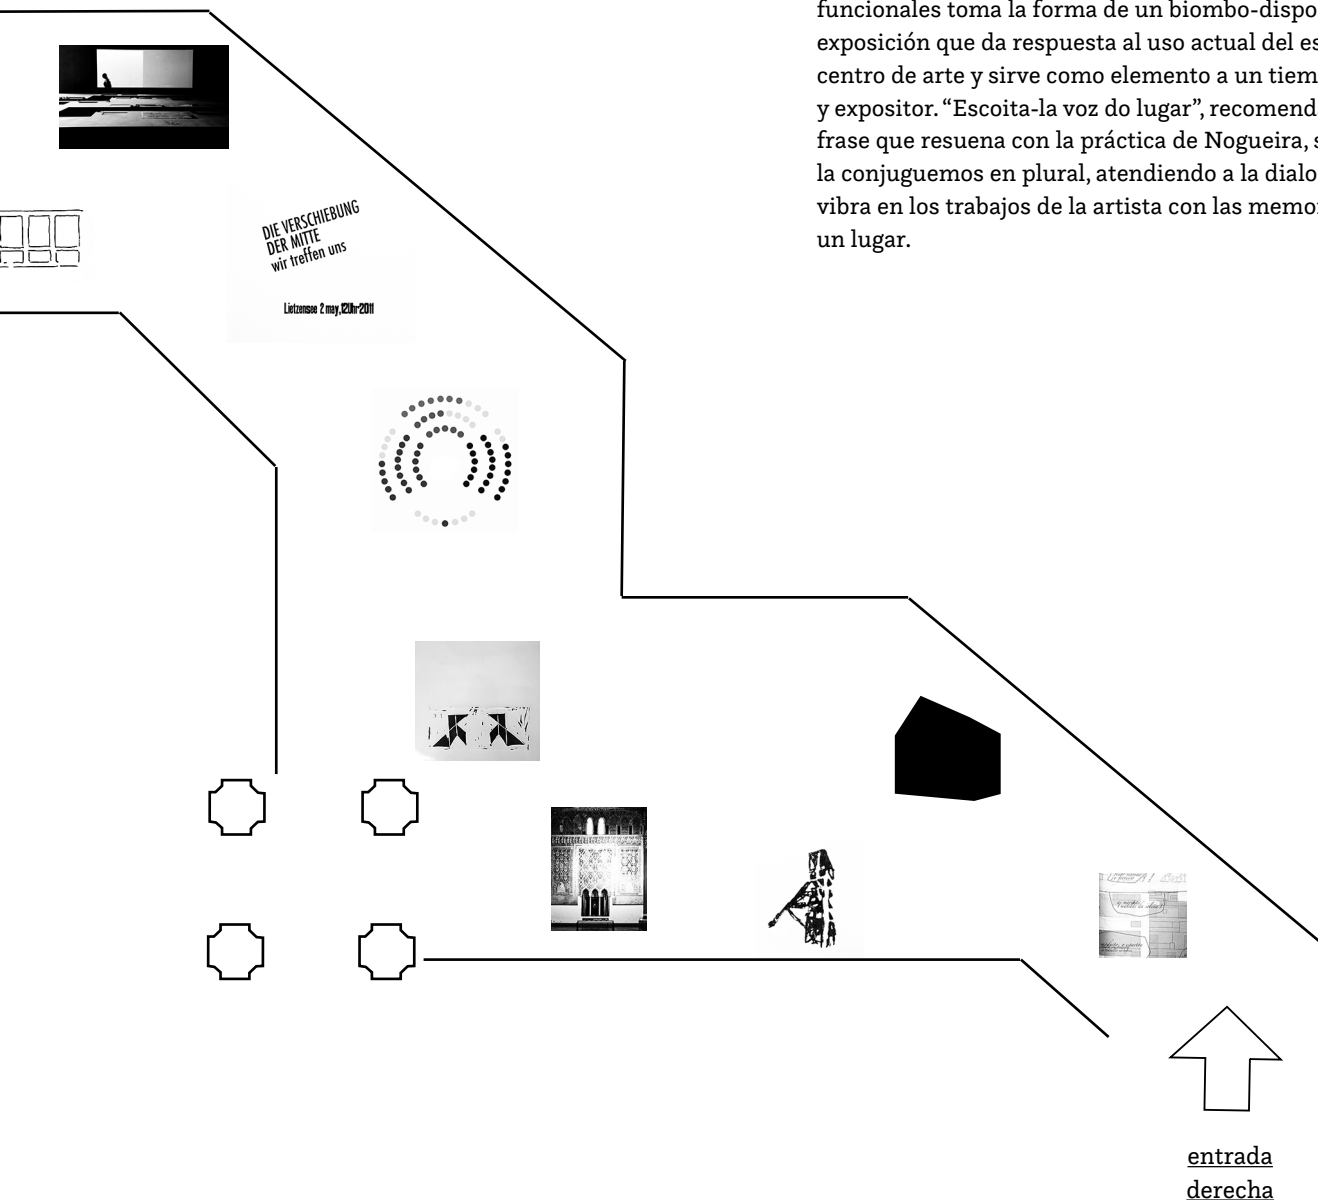 funcionales toma la forma de un biombo-dispo
exposición que da respuesta al uso actual del es
centro de arte y sirve como elemento a un tiem
y expositor. “Escoita-la voz do lugar”, recomend
frase que resuena con la práctica de Nogueira, s
la conjuguemos en plural, atendiendo a la dialo
vibra en los trabajos de la artista con las memor
un lugar.
DIE VERSCHIEBUNG
DER MITTE
wir treffen uns
Lietzensee 2 may, 12Uhr 2011
entrada
derecha